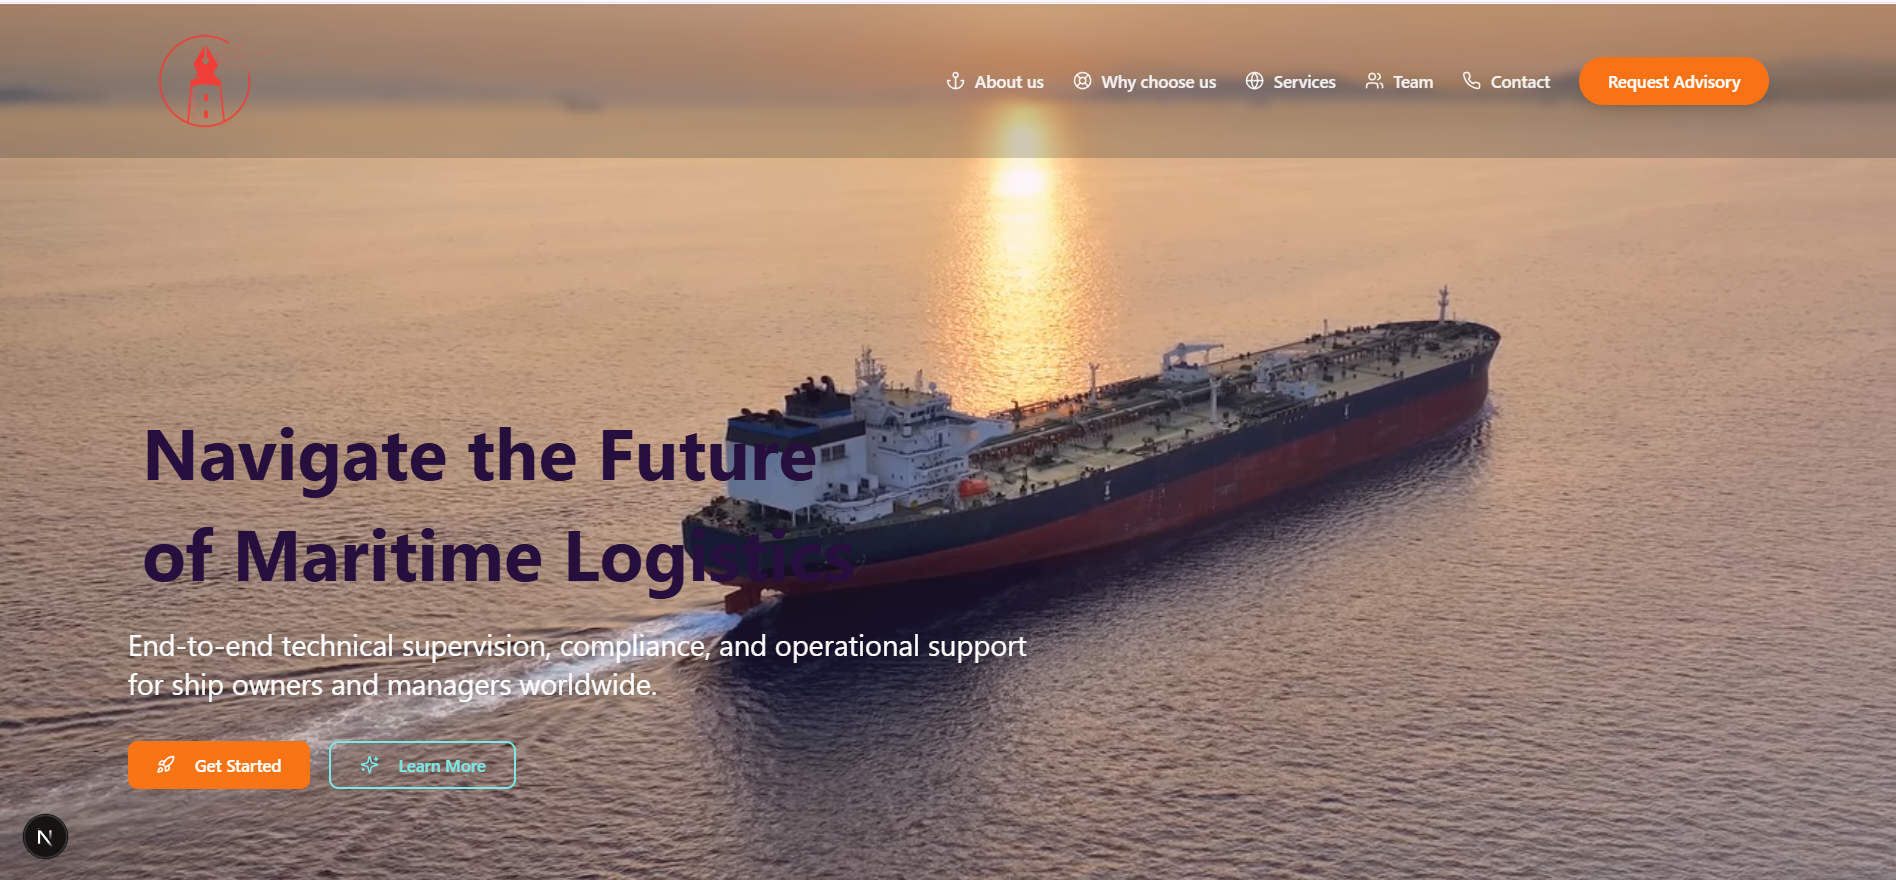 About us
Why choose us
Services
Team
Contact
Request Advisory
Navigate the Future
of Maritime Logistics
End-to-end technical supervision, compliance, and operational support
for ship owners and managers worldwide.
Get Started
Learn More
N